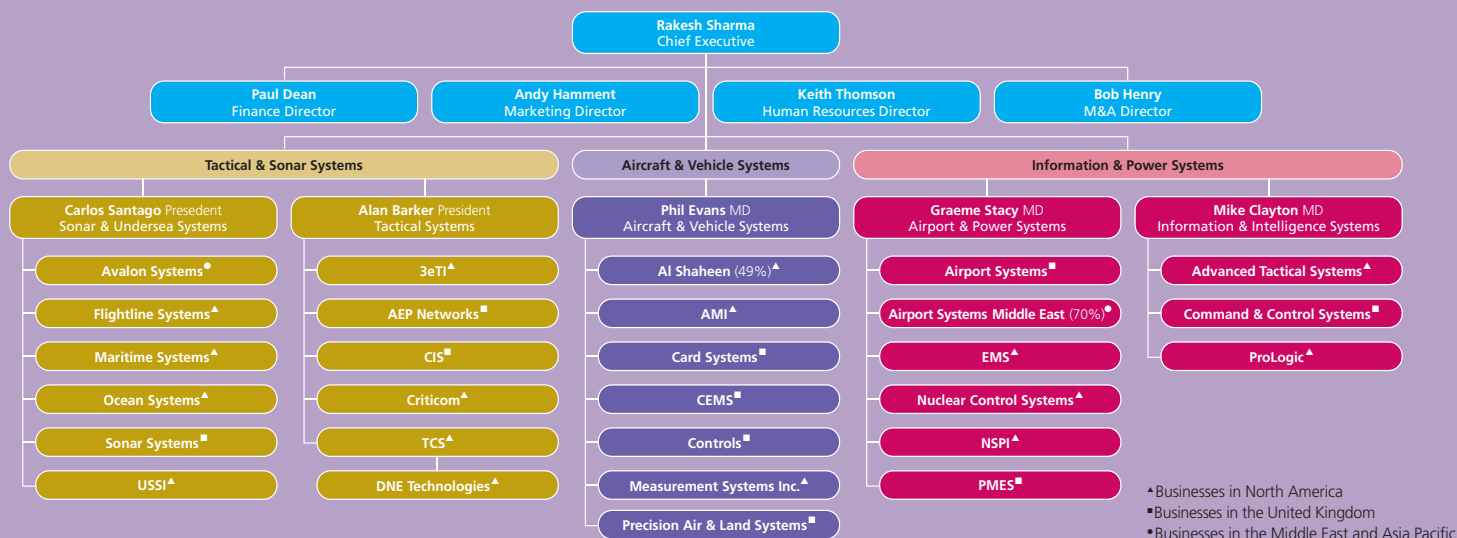 Rakesh Sharma
Chief Executive
Paul Dean
Finance Director
Andy Hamment
Marketing Director
Keith Thomson
Human Resources Director
Bob Henry
M&A Director
Tactical & Sonar Systems
Aircraft & Vehicle Systems
Information & Power Systems
Carlos Santago Presedent
Sonar & Undersea Systems
Avalon Systems●
Flightline Systems▲
Maritime Systems▲
Ocean Systems▲
Sonar Systems■
USSI▲
Alan Barker President
Tactical Systems
3eTI▲
AEP Networks■
CIS■
Criticom▲
TCS▲
DNE Technologies▲
Phil Evans MD
Aircraft & Vehicle Systems
Al Shaheen (49%)▲
AMI▲
Card Systems■
CEMS■
Controls■
Measurement Systems Inc.▲
Precision Air & Land Systems■
Graeme Stacy MD
Airport & Power Systems
Airport Systems■
Airport Systems Middle East (70%)●
EMS▲
Nuclear Control Systems▲
NSPI▲
PMES■
Mike Clayton MD
Information & Intelligence Systems
Advanced Tactical Systems▲
Command & Control Systems■
ProLogic▲
▲Businesses in North America
■Businesses in the United Kingdom
●Businesses in the Middle East and Asia Pacific